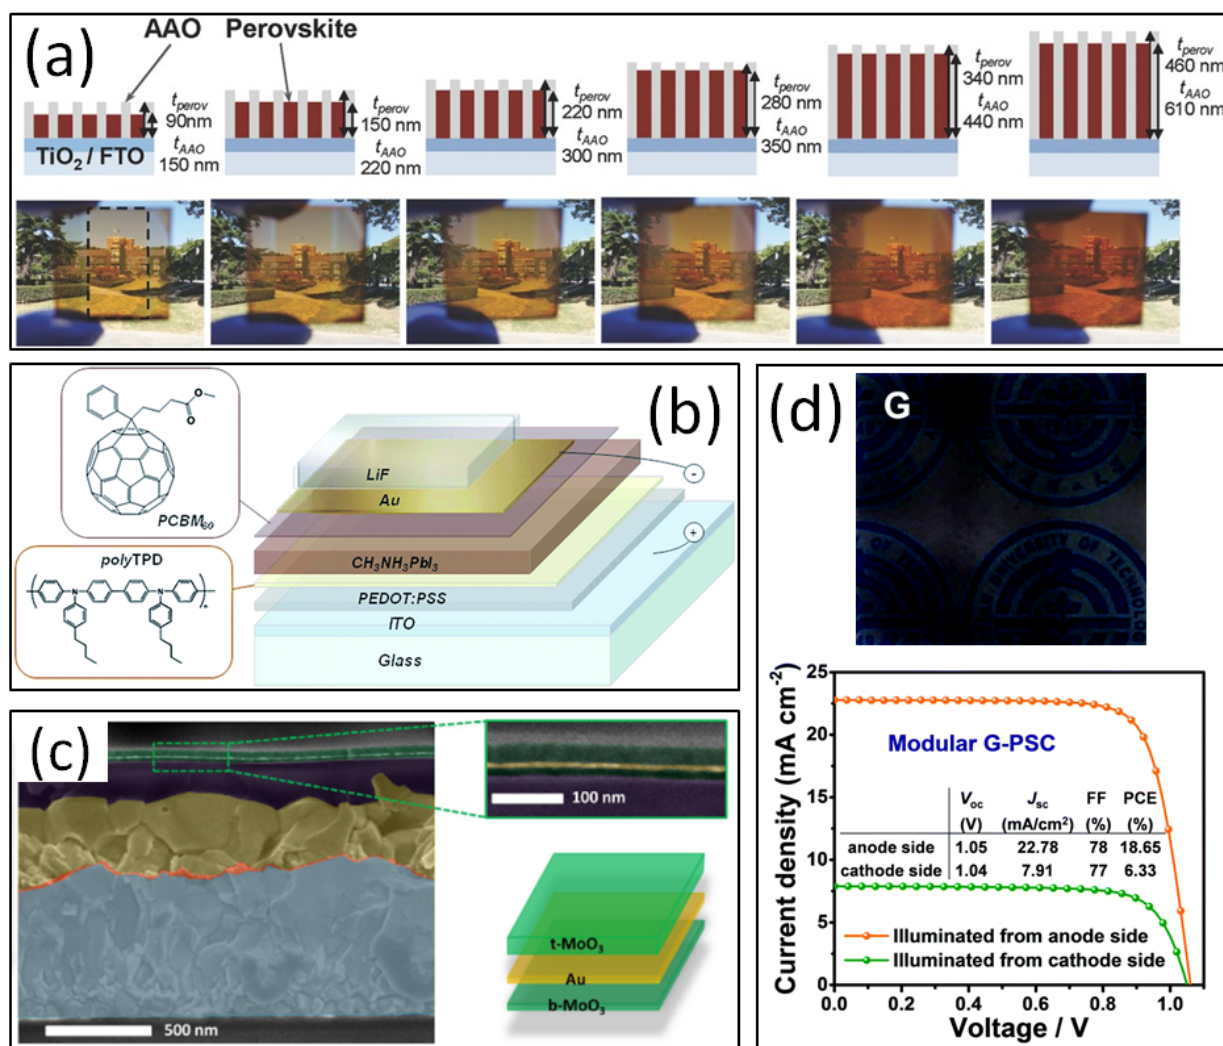 (a)
AAO Perovskite
tperov
90nm
tAAO
150 nm
TiO2 / FTO
tperov
150 nm
tAAO
220 nm
tperov
220 nm
tAAO
300 nm
tperov
280 nm
tAAO
350 nm
tperov
340 nm
tAAO
440 nm
tperov
460 nm
tAAO
610 nm
(b)
O
O
PCBM60
polyTPD
N
N
n
LiF
Au
CH3NH3PbI3
PEDOT:PSS
ITO
Glass
-
+
(c)
500 nm
100 nm
t-MoO3
Au
b-MoO3
(d)
G
UNIVERSITY OF TECHNOLOG
Current density (mA cm-2)
25
20
15
10
5
0
Modular G-PSC
Voc Jsc FF PCE
(V) (mA/cm2) (%) (%)
anode side 1.05 22.78 78 18.65
cathode side 1.04 7.91 77 6.33
Illuminated from anode side
Illuminated from cathode side
0.0 0.2 0.4 0.6 0.8 1.0
Voltage / V